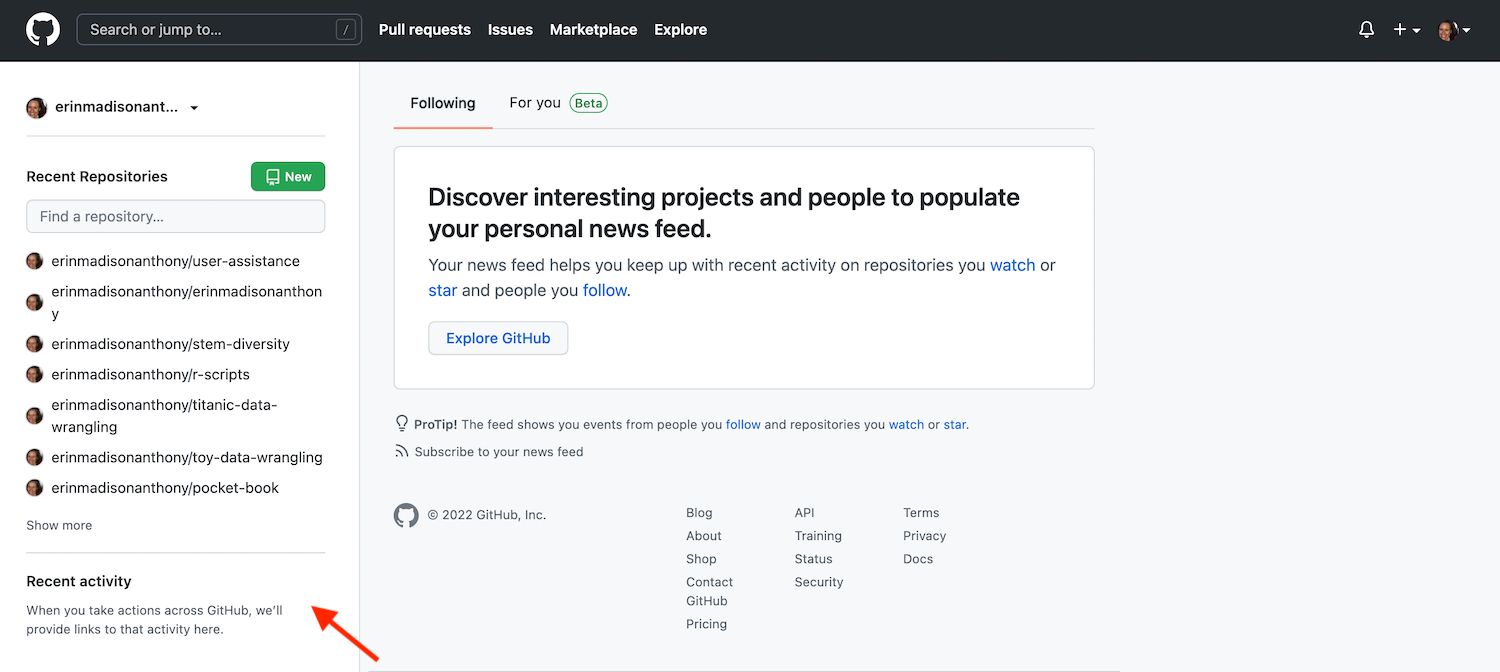 Search or jump to...
/
Pull requests
Issues
Marketplace
Explore
erinmadisonant...
Recent Repositories
New
Find a repository...
erinmadisonanthony/user-assistance
erinmadisonanthony/erinmadisonanthon
y
erinmadisonanthony/stem-diversity
erinmadisonanthony/r-scripts
erinmadisonanthony/titanic-data-
wrangling
erinmadisonanthony/toy-data-wrangling
erinmadisonanthony/pocket-book
Show more
Recent activity
When you take actions across GitHub, we’ll
provide links to that activity here.
Following
For you Beta
Discover interesting projects and people to populate
your personal news feed.
Your news feed helps you keep up with recent activity on repositories you watch or
star and people you follow.
Explore GitHub
ProTip! The feed shows you events from people you follow and repositories you watch or star.
Subscribe to your news feed
© 2022 GitHub, Inc.
Blog
About
Shop
Contact
GitHub
Pricing
API
Training
Status
Security
Terms
Privacy
Docs